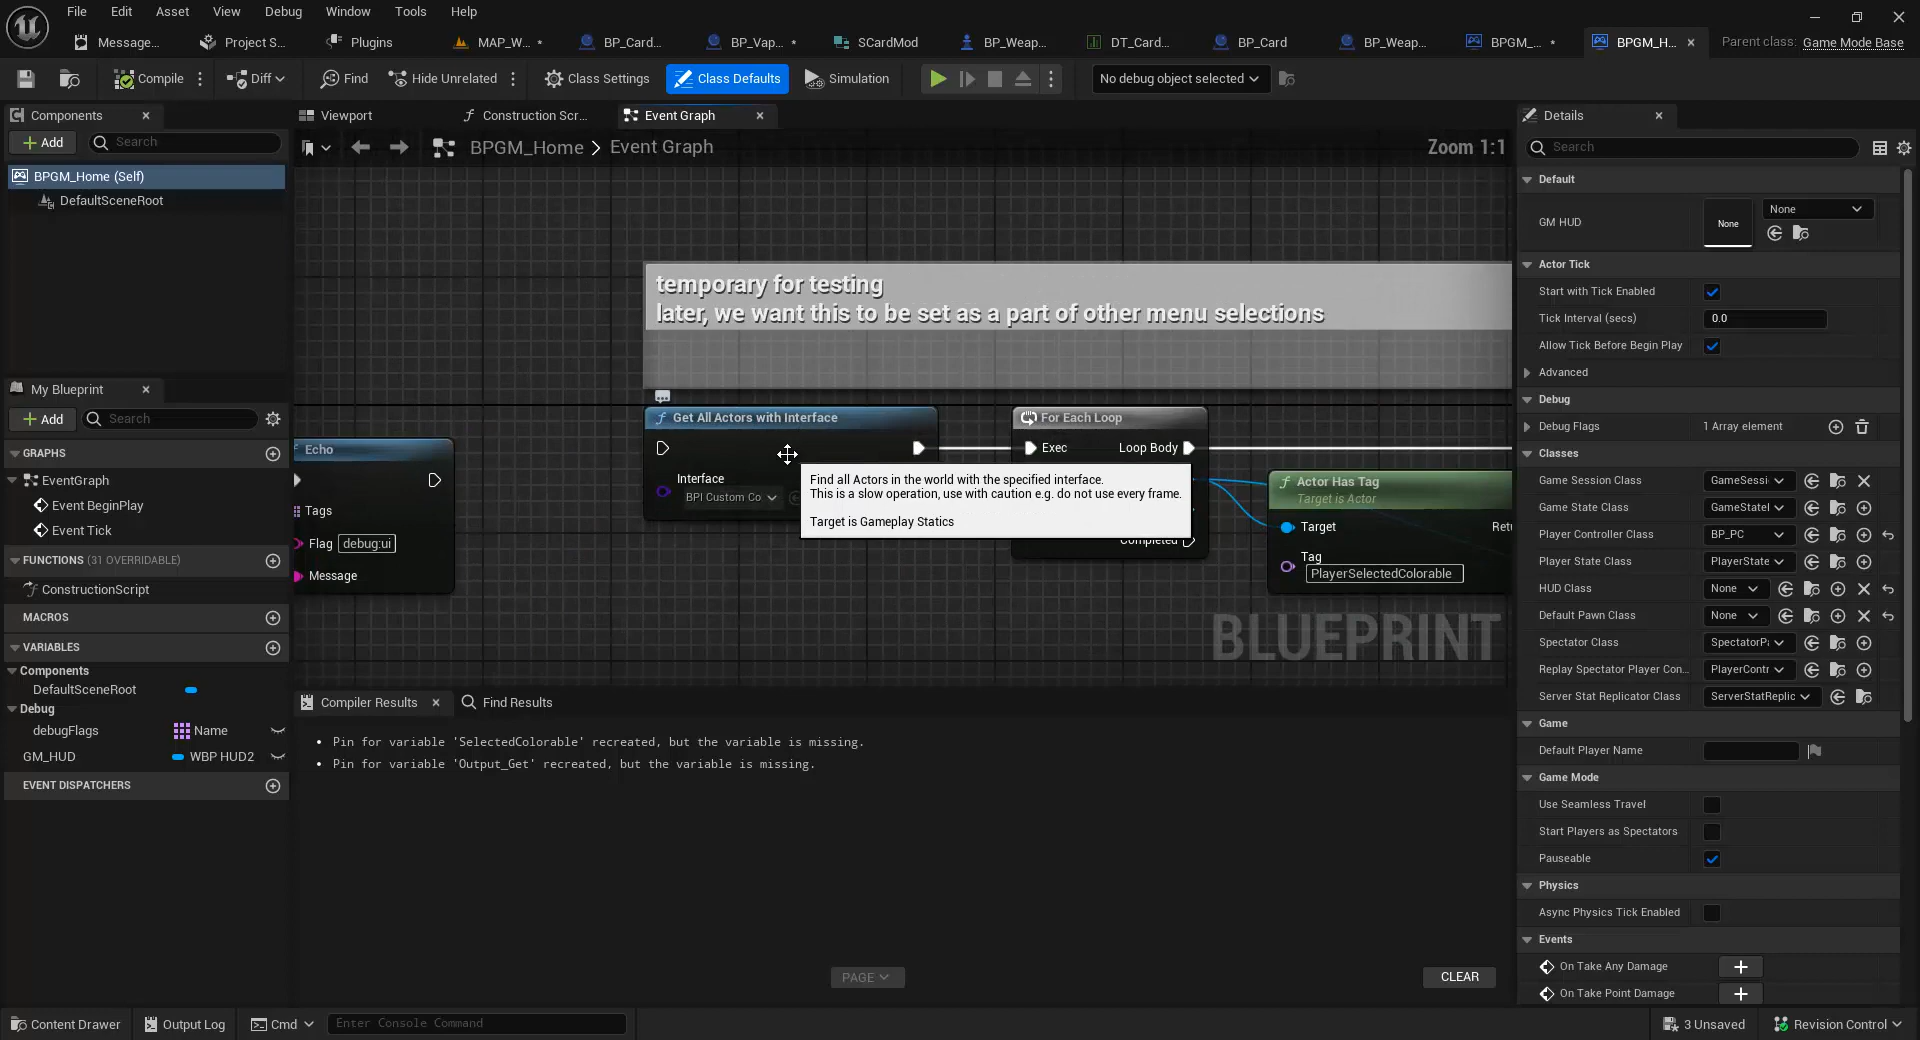 File Edit Asset View Debug Window Tools Help
Message... Project S... Plugins MAP_W... * BP_Card... BP_Vap... * SCardMod BP_Weap... DT_Card... BP_Card BP_Weap... BPGM_... * BPGM_H... Parent class: Game Mode Base
Compile Diff Find Hide Unrelated Class Settings Class Defaults Simulation No debug object selected
Components Viewport Construction Scr... Event Graph Details
Add Search BPGM_Home > Event Graph Zoom 1:1 Search
BPGM_Home (Self)
DefaultSceneRoot
My Blueprint
Add Search
GRAPHS
EventGraph
Event BeginPlay
Event Tick
FUNCTIONS (31 OVERRIDABLE)
ConstructionScript
MACROS
VARIABLES
Components
DefaultSceneRoot
Debug
debugFlags Name
GM_HUD WBP HUD2
EVENT DISPATCHERS
temporary for testing
later, we want this to be set as a part of other menu selections
Echo
Tags
Flag debug:ui
Message
Get All Actors with Interface
Interface
BPI Custom Co
For Each Loop
Exec Loop Body
Completed
Find all Actors in the world with the specified interface.
This is a slow operation, use with caution e.g. do not use every frame.
Target is Gameplay Statics
Actor Has Tag
Target is Actor
Target Retu
Tag
PlayerSelectedColorable
BLUEPRINT
Compiler Results Find Results
Pin for variable 'SelectedColorable' recreated, but the variable is missing.
Pin for variable 'Output_Get' recreated, but the variable is missing.
PAGE CLEAR
Default
GM HUD None None
Actor Tick
Start with Tick Enabled
Tick Interval (secs) 0.0
Allow Tick Before Begin Play
Advanced
Debug
Debug Flags 1 Array element
Classes
Game Session Class GameSessi
Game State Class GameStateI
Player Controller Class BP_PC
Player State Class PlayerState
HUD Class None
Default Pawn Class None
Spectator Class SpectorPa
Replay Spectator Player Con... PlayerContr
Server Stat Replicator Class ServerStatReplic
Game
Default Player Name
Game Mode
Use Seamless Travel
Start Players as Spectators
Pauseable
Physics
Async Physics Tick Enabled
Events
On Take Any Damage
On Take Point Damage
Content Drawer Output Log Cmd Enter Console Command 3 Unsaved Revision Control